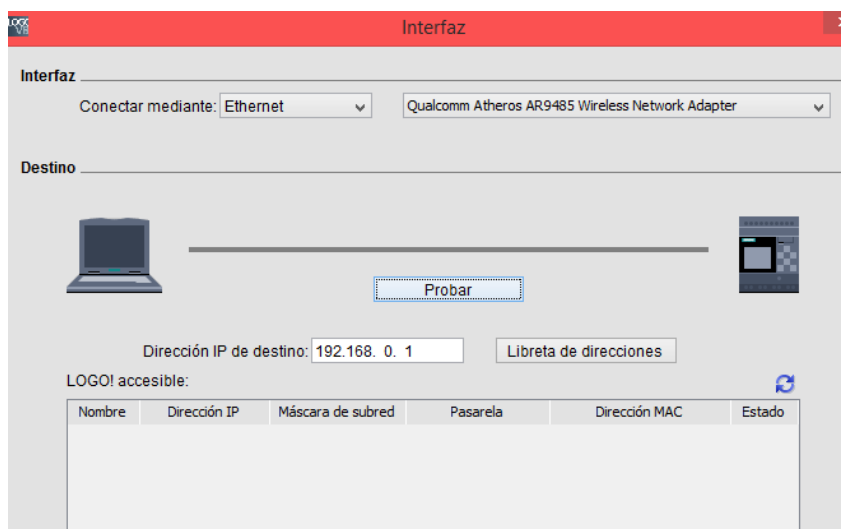 Interfaz
Interfaz
Conectar mediante: Ethernet Qualcomm Atheros AR9485 Wireless Network Adapter
Destino
Probar
Dirección IP de destino: 192.168. 0. 1 Libreta de direcciones
LOGO! accesible:
Nombre Dirección IP Máscara de subred Pasarela Dirección MAC Estado